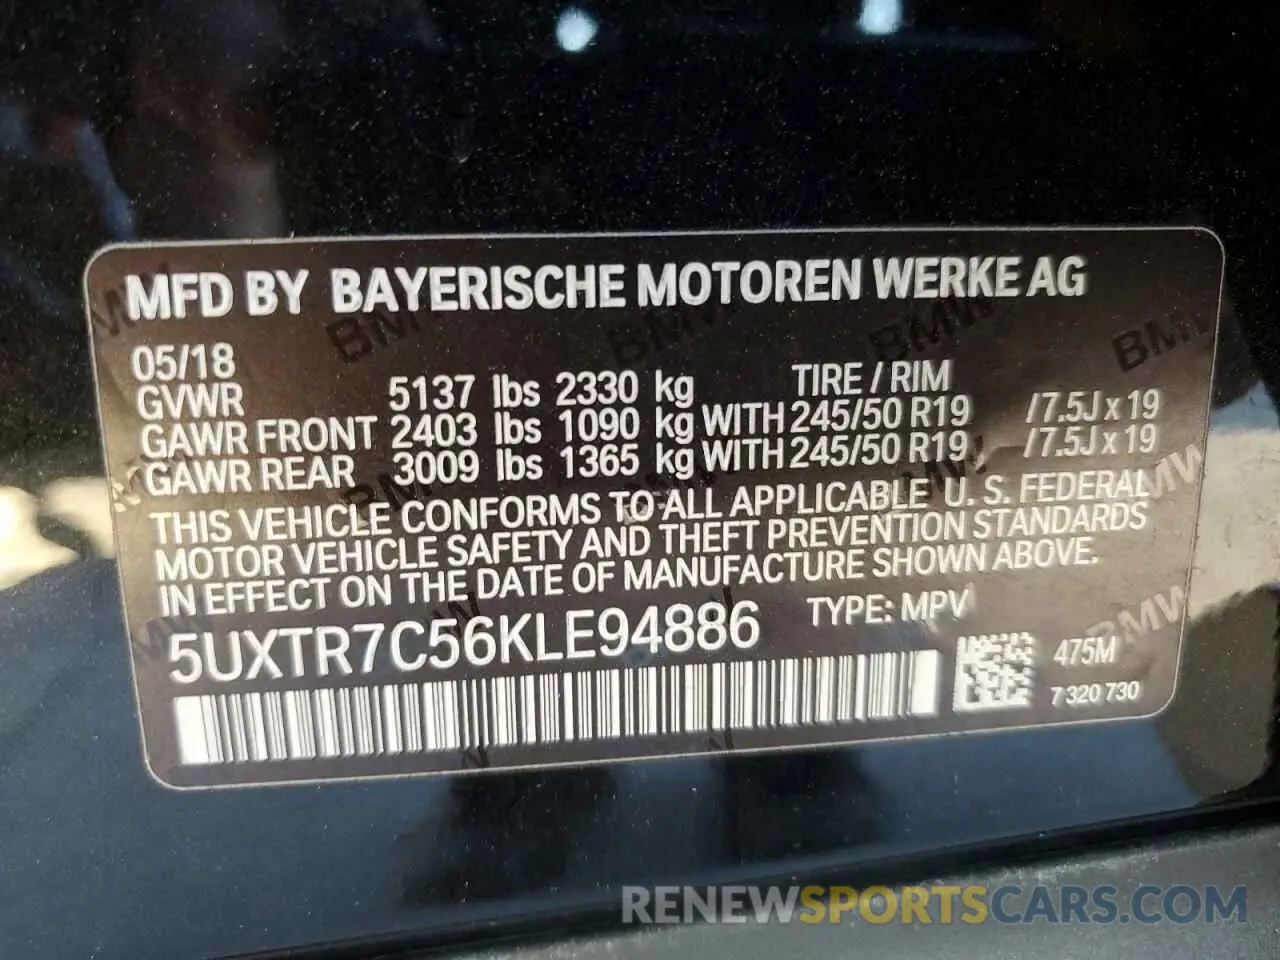 MFD BY BAYERISCHE MOTOREN WERKE AG
05/18 TIRE / RIM
GVWR 5137 lbs 2330 kg
GAWR FRONT 2403 lbs 1090 kg WITH 245/50 R19 /7.5J x 19
GAWR REAR 3009 lbs 1365 kg WITH 245/50 R19 /7.5J x 19
THIS VEHICLE CONFORMS TO ALL APPLICABLE U. S. FEDERAL
MOTOR VEHICLE SAFETY AND THEFT PREVENTION STANDARDS
IN EFFECT ON THE DATE OF MANUFACTURE SHOWN ABOVE.
5UXTR7C56KLE94886 TYPE: MPV
475M
7 320 730
RENEWSPORTSCARS.COM